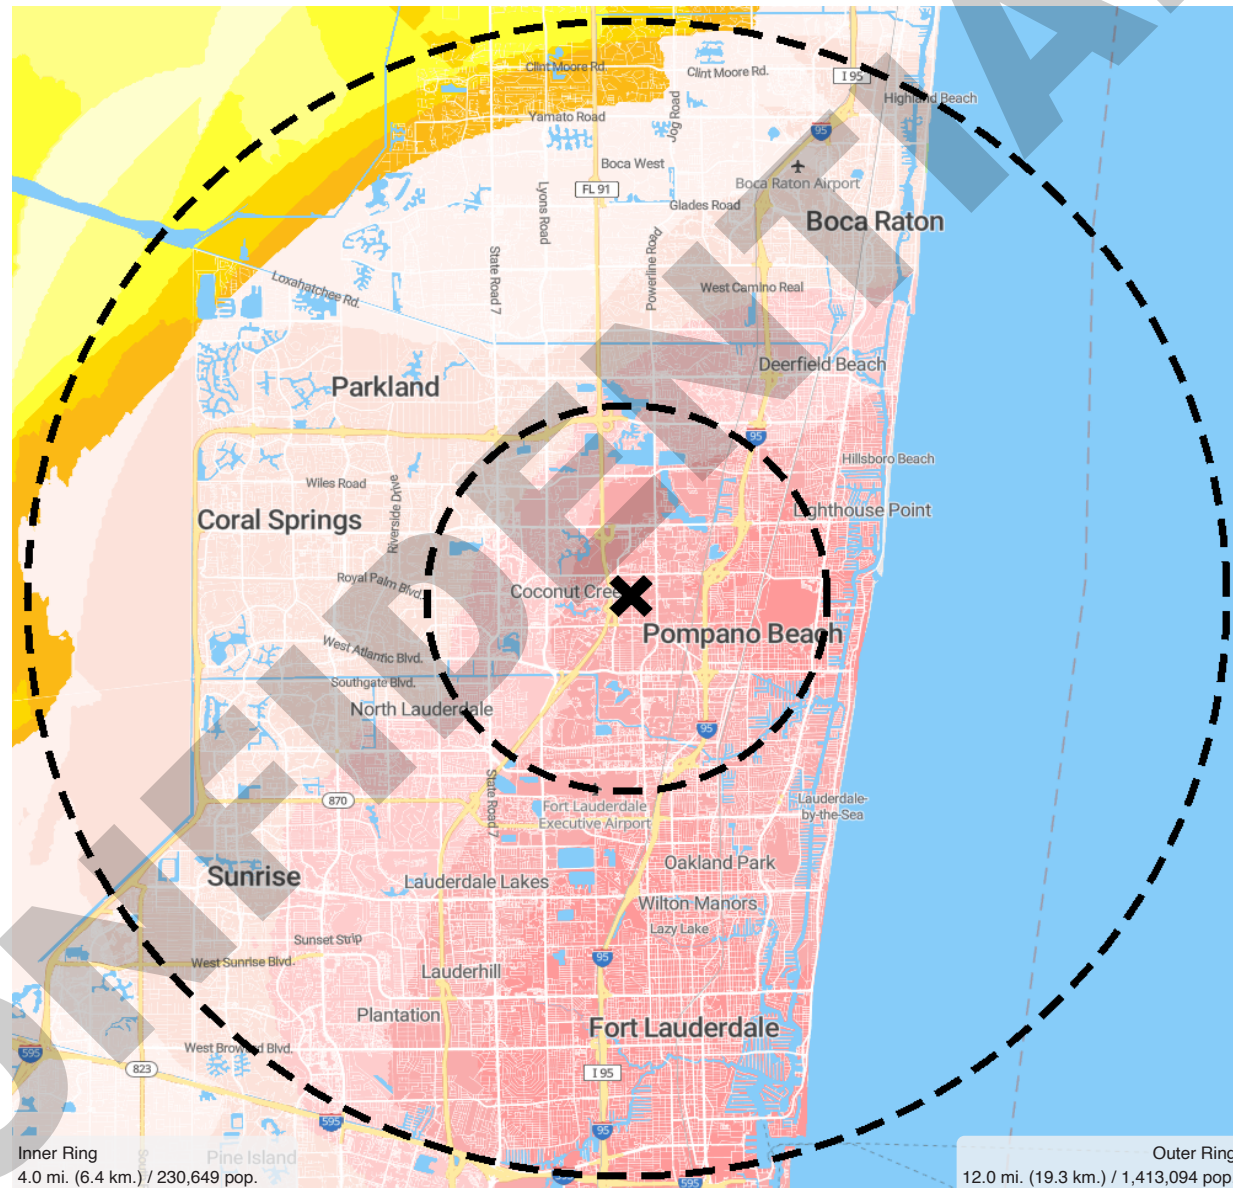 Clint Moore Rd.
Clint Moore Rd.
I 95
Highland Beach
Jog Road
Yamato Road
95
Boca West
Boca Raton Airport
FL 91
Lyons Road
Glades Road
Boca Raton
Powerline Road
State Road 7
Loxahatchee Rd.
West Camino Real
Deerfield Beach
Parkland
95
Hillsboro Beach
Wiles Road
Riverside Drive
Coral Springs
Lighthouse Point
Royal Palm Blvd.
Coconut Cree
Pompano Beach
West Atlantic Blvd.
Southgate Blvd.
North Lauderdale
95
State Road 7
870
Fort Lauderdale
Executive Airport
Lauderdale-
by-the-Sea
Oakland Park
Sunrise
Lauderdale Lakes
Wilton Manors
Lazy Lake
Sunset Strip
West Sunrise Blvd.
95
Lauderhill
Plantation
Fort Lauderdale
West Broward Blvd.
595
823
I 95
595
95
Pine Island
595
Inner Ring
4.0 mi. (6.4 km.) / 230,649 pop.
Outer Ring
12.0 mi. (19.3 km.) / 1,413,094 pop
ONFIDENTIA